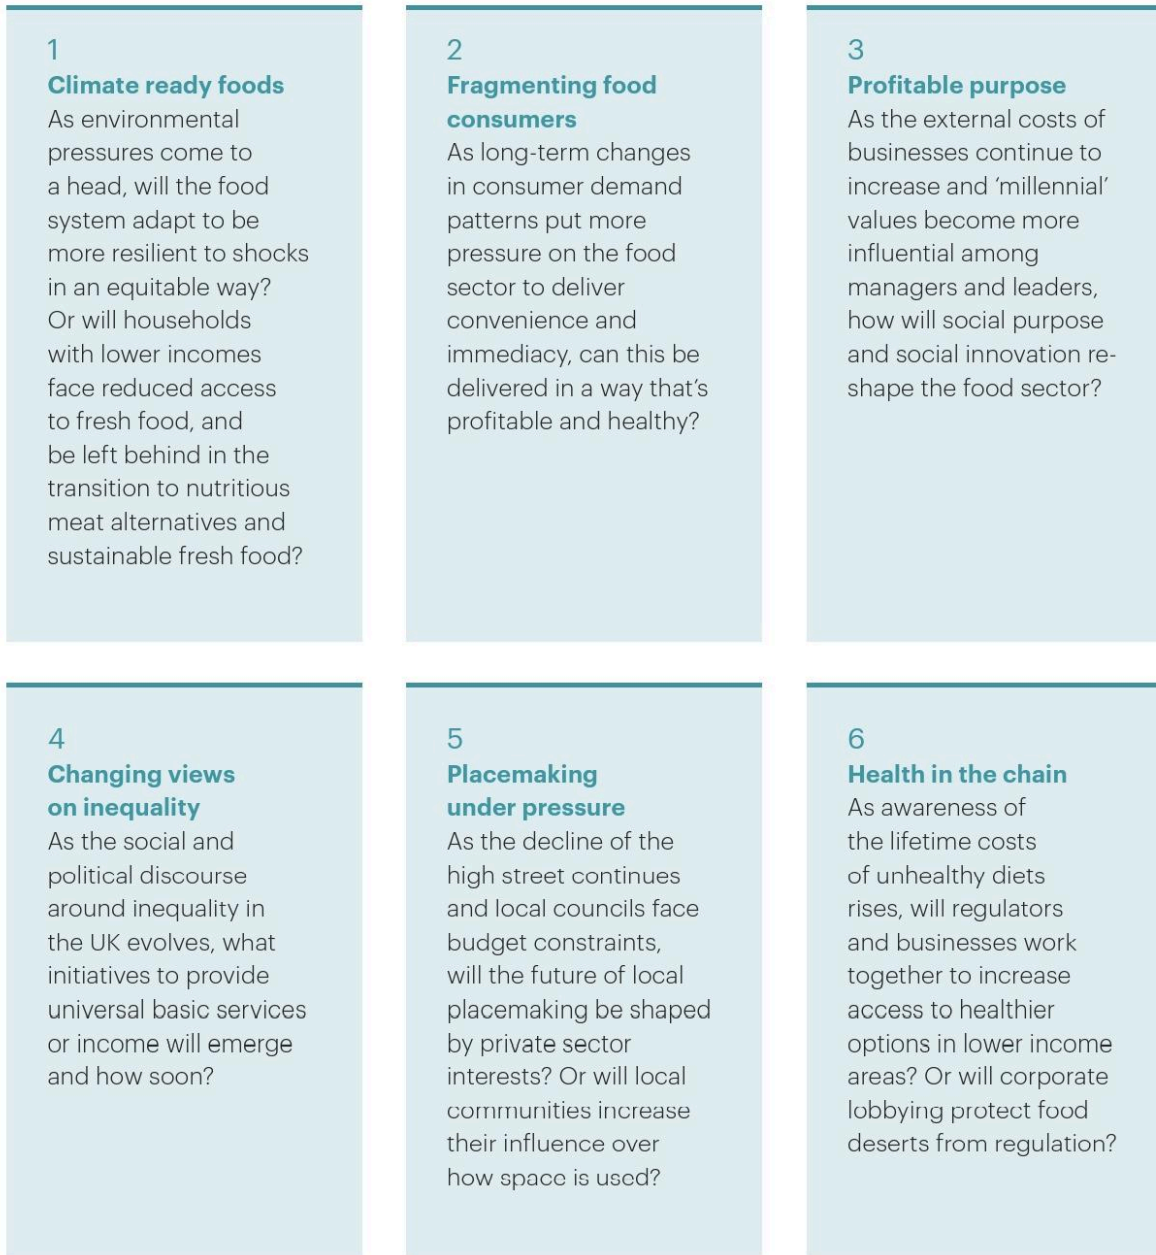 1
Climate ready foods
As environmental
pressures come to
a head, will the food
system adapt to be
more resilient to shocks
in an equitable way?
Or will households
with lower incomes
face reduced access
to fresh food, and
be left behind in the
transition to nutritious
meat alternatives and
sustainable fresh food?
2
Fragmenting food
consumers
As long-term changes
in consumer demand
patterns put more
pressure on the food
sector to deliver
convenience and
immediacy, can this be
delivered in a way that’s
profitable and healthy?
3
Profitable purpose
As the external costs of
businesses continue to
increase and ‘millennial’
values become more
influential among
managers and leaders,
how will social purpose
and social innovation re-
shape the food sector?
4
Changing views
on inequality
As the social and
political discourse
around inequality in
the UK evolves, what
initiatives to provide
universal basic services
or income will emerge
and how soon?
5
Placemaking
under pressure
As the decline of the
high street continues
and local councils face
budget constraints,
will the future of local
placemaking be shaped
by private sector
interests? Or will local
communities increase
their influence over
how space is used?
6
Health in the chain
As awareness of
the lifetime costs
of unhealthy diets
rises, will regulators
and businesses work
together to increase
access to healthier
options in lower income
areas? Or will corporate
lobbying protect food
deserts from regulation?